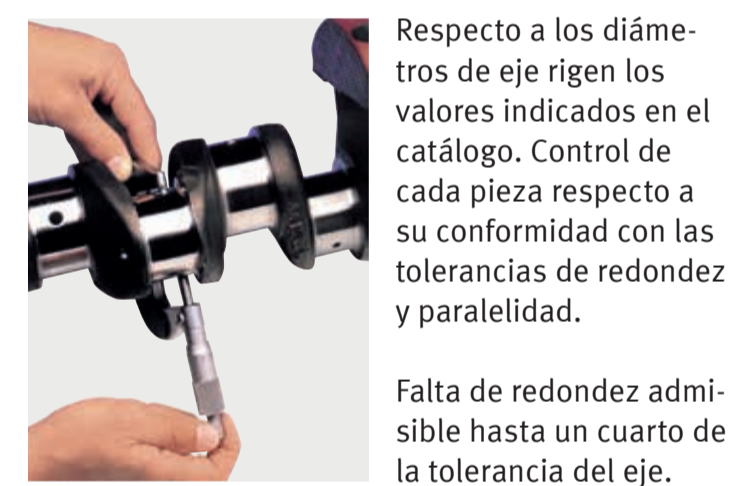 Respecto a los diáme-
tros de eje rigen los
valores indicados en el
catálogo. Control de
cada pieza respecto a
su conformidad con las
tolerancias de redondez
y paralelidad.
Falta de redondez admi-
sible hasta un cuarto de
la tolerancia del eje.